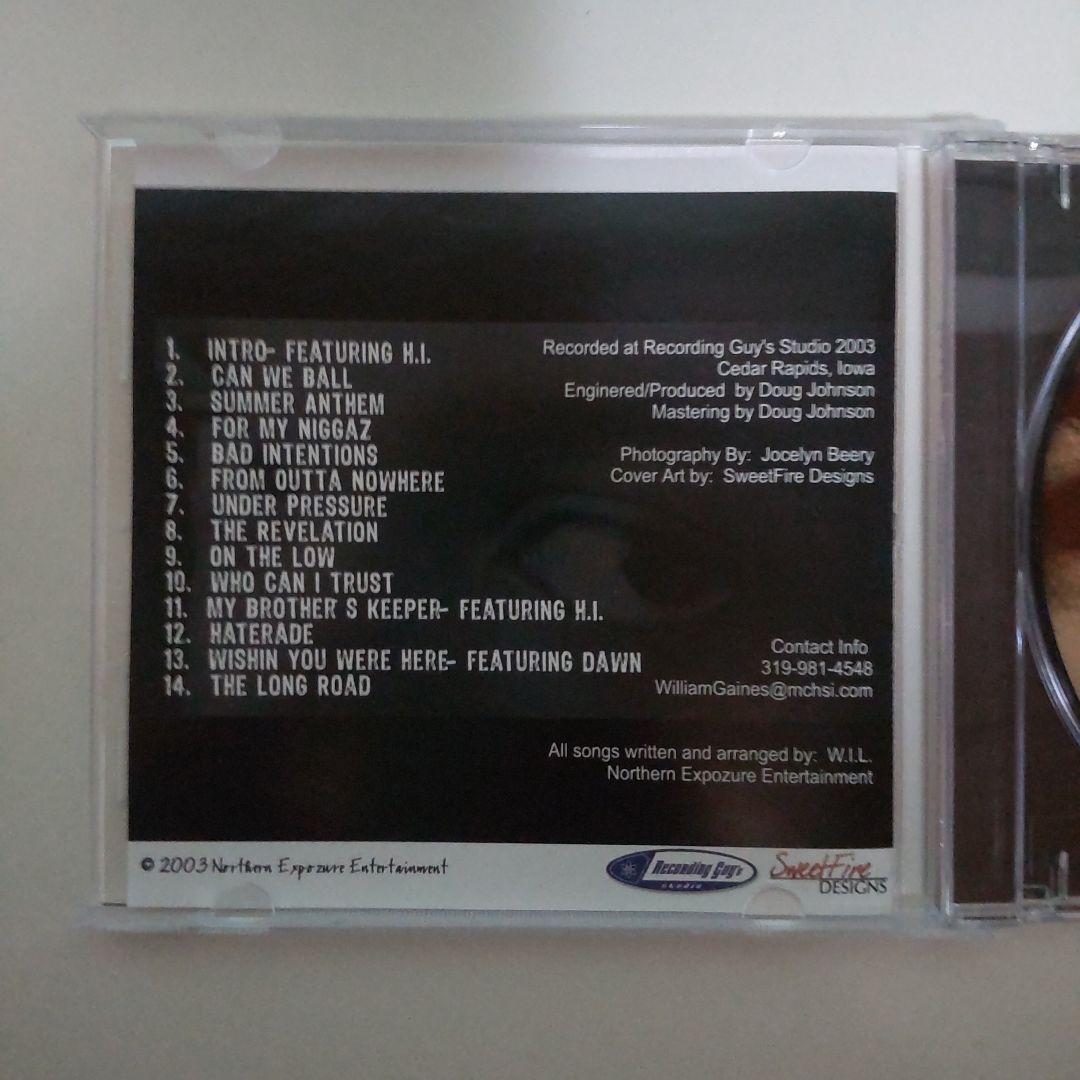 1. INTRO- FEATURING H.I.
2. CAN WE BALL
3. SUMMER ANTHEM
4. FOR MY NIGGAZ
5. BAD INTENTIONS
6. FROM OUTTA NOWHERE
7. UNDER PRESSURE
8. THE REVELATION
9. ON THE LOW
10. WHO CAN I TRUST
11. MY BROTHER S KEEPER- FEATURING H.I.
12. HATERADE
13. WISHIN YOU WERE HERE- FEATURING DAWN
14. THE LONG ROAD
Recorded at Recording Guy's Studio 2003
Cedar Rapids, Iowa
Enginered/Produced by Doug Johnson
Mastering by Doug Johnson
Photography By: Jocelyn Beery
Cover Art by: SweetFire Designs
Contact Info
319-981-4548
WilliamGaines@mchsi.com
All songs written and arranged by: W.I.L.
Northern Expozure Entertainment
© 2003 Northern Expozure Entertainment
Recording Guy's
studio
SweetFire
DESIGNS